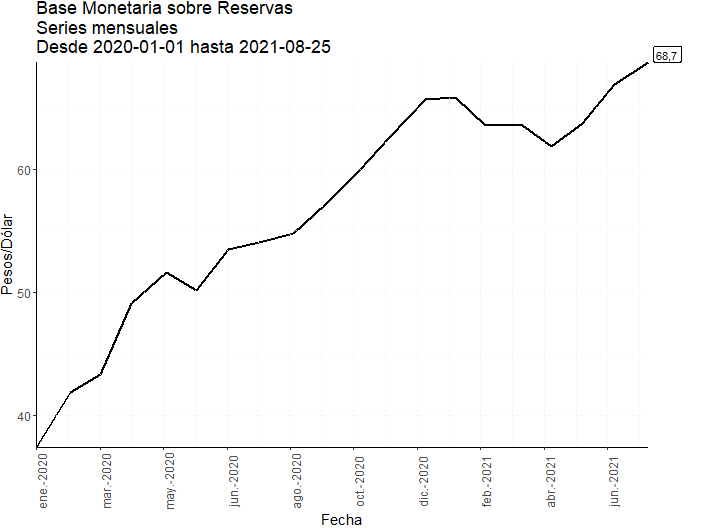 Base Monetaria sobre Reservas
Series mensuales
Desde 2020-01-01 hasta 2021-08-25
68,7
60
50
40
Pesos/Dólar
ene.-2020
mar.-2020
may.-2020
jun.-2020
ago.-2020
oct.-2020
dic.-2020
feb.-2021
abr.-2021
jun.-2021
Fecha